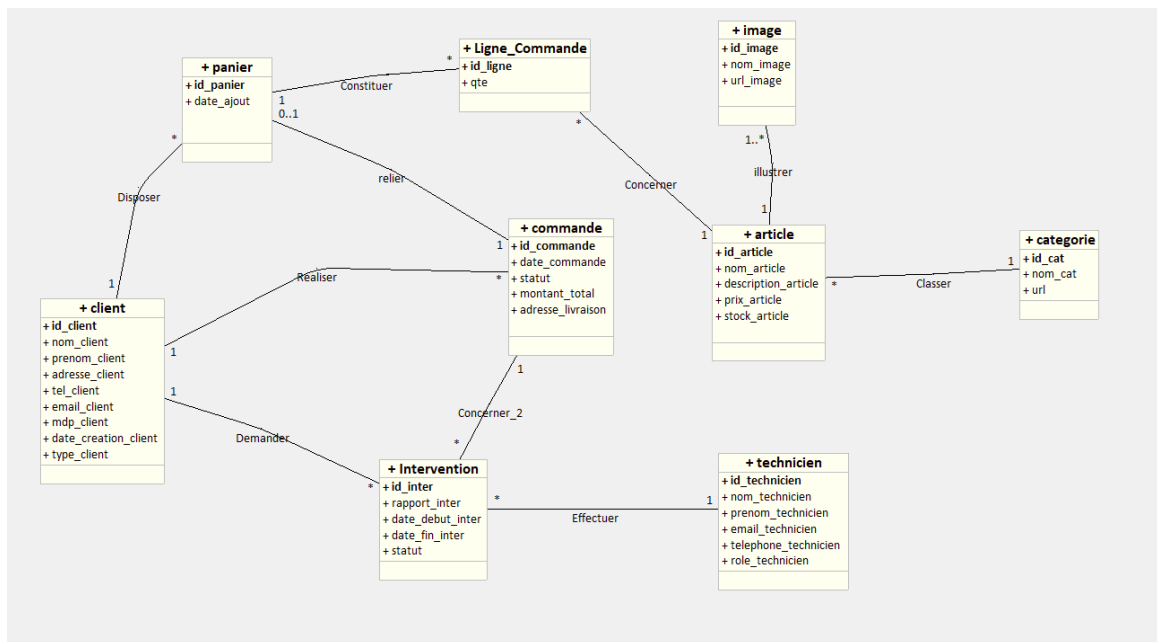 + panier
+ id_panier
+ date_ajout
+ Ligne_Commande
+ id_ligne
+ qte
+ image
+ id_image
+ nom_image
+ url_image
*
Constituer
1
0..1
*
*
1..*
illustrer
Disposer
relier
Concerner
1
1
1
1
+ commande
+ id_commande
+ date_commande
+ statut
+ montant_total
+ adresse_livraison
+ article
+ id_article
+ nom_article
+ description_article
+ prix_article
+ stock_article
+ categorie
+ id_cat
+ nom_cat
+ url
1
*
Classer
Réaliser
*
1
+ client
+ id_client
+ nom_client
+ prenom_client
+ adresse_client
+ tel_client
+ email_client
+ mdp_client
+ date_creation_client
+ type_client
1
1
Concerner_2
*
Demander
*
+ Intervention
+ id_inter
+ rapport_inter
+ date_debut_inter
+ date_fin_inter
+ statut
*
Effectuer
1
+ technicien
+ id_technicien
+ nom_technicien
+ prenom_technicien
+ email_technicien
+ telephone_technicien
+ role_technicien